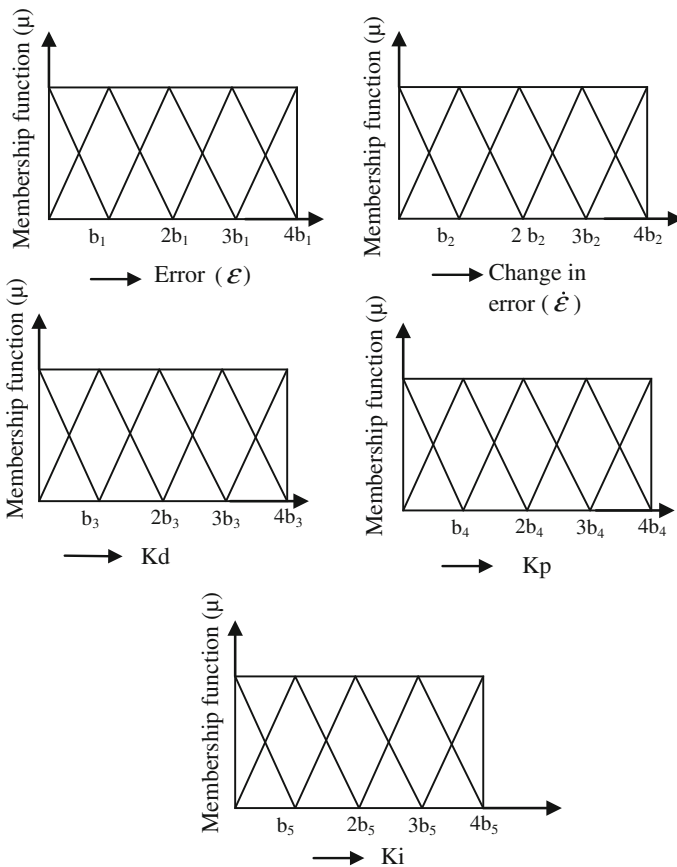 Membership function (μ)
b₁ 2b₁ 3b₁ 4b₁
Error (ε)
Membership function (μ)
b₂ 2 b₂ 3b₂ 4b₂
Change in
error (ε̇ )
Membership function (μ)
b₃ 2b₃ 3b₃ 4b₃
Kd
Membership function (μ)
b₄ 2b₄ 3b₄ 4b₄
Kp
Membership function (μ)
b₅ 2b₅ 3b₅ 4b₅
Ki